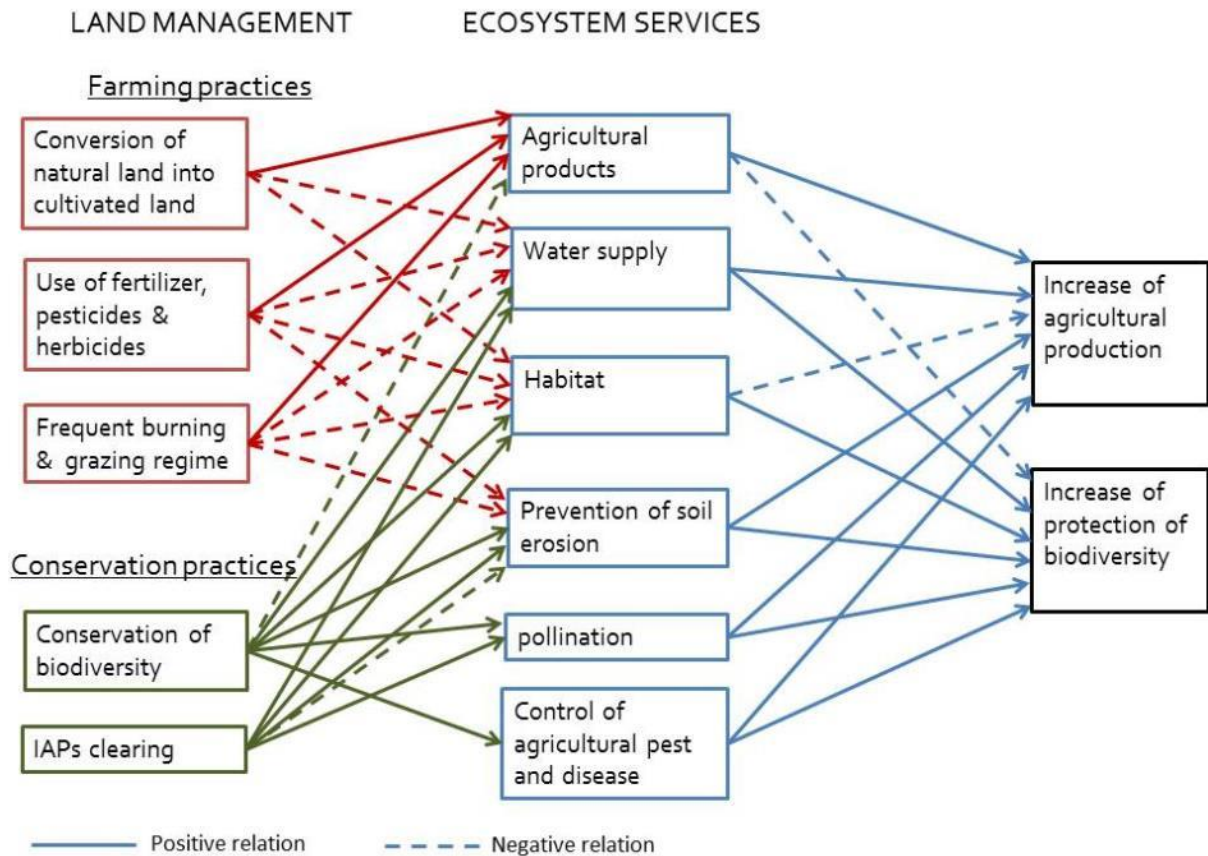 LAND MANAGEMENT
ECOSYSTEM SERVICES
Farming practices
Conversion of
natural land into
cultivated land
Use of fertilizer,
pesticides &
herbicides
Frequent burning
& grazing regime
Conservation practices
Conservation of
biodiversity
IAPs clearing
Agricultural
products
Water supply
Habitat
Prevention of soil
erosion
pollination
Control of
agricultural pest
and disease
Increase of
agricultural
production
Increase of
protection of
biodiversity
Positive relation
Negative relation